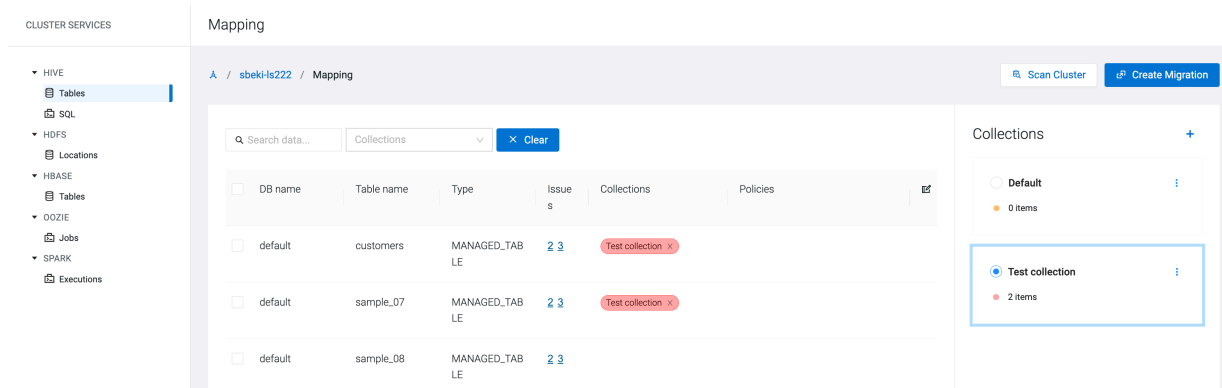 CLUSTER SERVICES
Mapping
HIVE
Tables
SQL
HDFS
Locations
HBASE
Tables
OOZIE
Jobs
SPARK
Executions
/ sbeki-ls222 / Mapping
Scan Cluster
Create Migration
Search data...
Collections
Clear
DB name Table name Type Issue Collections Policies
s
default customers MANAGED_TAB 2 3 Test collection ×
LE
default sample_07 MANAGED_TAB 2 3 Test collection ×
LE
default sample_08 MANAGED_TAB 2 3
LE
Collections +
Default
0 items
Test collection
2 items